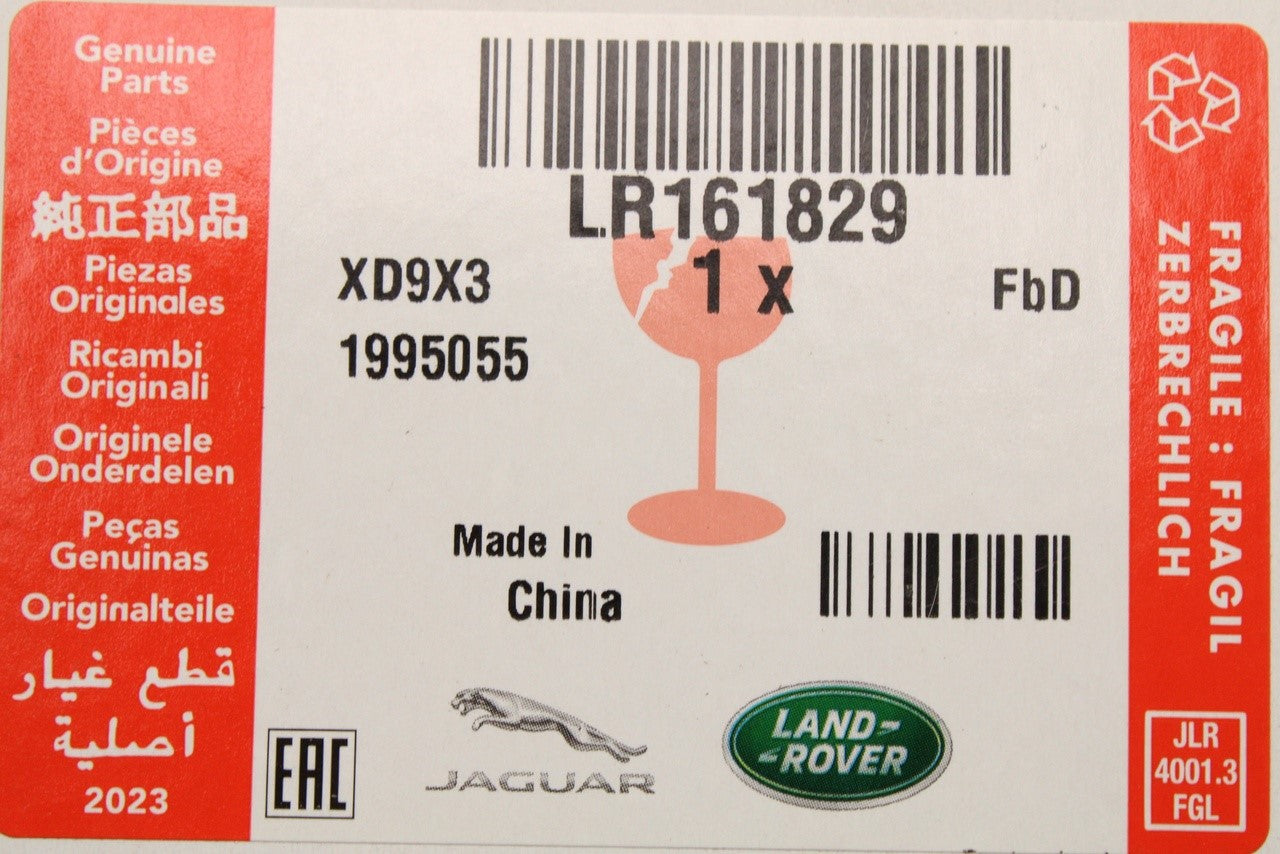 Genuine
Parts
Pièces
d'Origine
純正部品
Piezas
Originales
Ricambi
Originali
Originele
Onderdelen
Peças
Genuinas
Originalteile
قطع غيار
أصلية
2023
LR161829
XD9X3
1 x
FbD
1995055
Made In
China
EAC
JAGUAR
LAND-
-ROVER
FRAGILE : FRAGIL
ZERBRECHLICH
JLR
4001.3
FGL